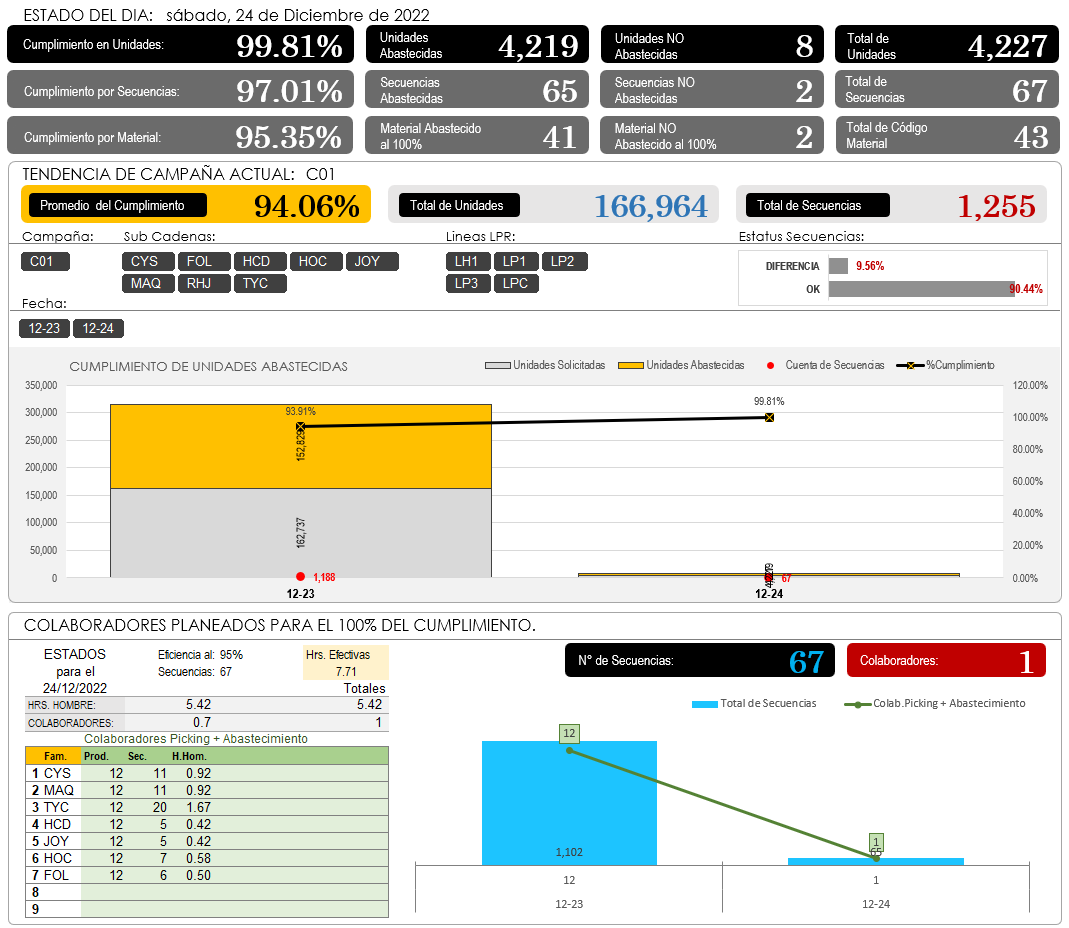 ESTADO DEL DIA: sábado, 24 de Diciembre de 2022
Cumplimiento en Unidades: 99.81%
Unidades Abastecidas 4,219
Unidades NO Abastecidas 8
Total de Unidades 4,227
Cumplimiento por Secuencias: 97.01%
Secuencias Abastecidas 65
Secuencias NO Abastecidas 2
Total de Secuencias 67
Cumplimiento por Material: 95.35%
Material Abastecido al 100% 41
Material NO Abastecido al 100% 2
Total de Código Material 43
TENDENCIA DE CAMPAÑA ACTUAL: C01
Promedio del Cumplimiento 94.06%
Total de Unidades 166,964
Total de Secuencias 1,255
Campaña: Sub Cadenas: Lineas LPR: Estatus Secuencias:
C01 CYS FOL HCD HOC JOY LH1 LP1 LP2
MAQ RHJ TYC LP3 LPC
DIFERENCIA 9.56%
OK 90.44%
Fecha:
12-23 12-24
CUMPLIMIENTO DE UNIDADES ABASTECIDAS
Unidades Solicitadas Unidades Abastecidas Cuenta de Secuencias %Cumplimiento
350,000 120.00%
300,000 100.00%
250,000 80.00%
200,000 60.00%
150,000 40.00%
100,000 20.00%
50,000 0.00%
0
93.91% 99.81%
152,829
162,737
1,188 67
12-23 12-24
COLABORADORES PLANEADOS PARA EL 100% DEL CUMPLIMIENTO.
ESTADOS para el 24/12/2022
Eficiencia al: 95%
Secuencias: 67
Hrs. Efectivas
7.71
Totales
HRS. HOMBRE: 5.42 5.42
COLABORADORES: 0.7 1
Colaboradores Picking + Abastecimiento
Fam. Prod. Sec. H.Hom.
1 CYS 12 11 0.92
2 MAQ 12 11 0.92
3 TYC 12 20 1.67
4 HCD 12 5 0.42
5 JOY 12 5 0.42
6 HOC 12 7 0.58
7 FOL 12 6 0.50
8
9
N° de Secuencias: 67
Colaboradores: 1
Total de Secuencias Colab.Picking + Abastecimiento
12
1
1,102 65
12 1
12-23 12-24